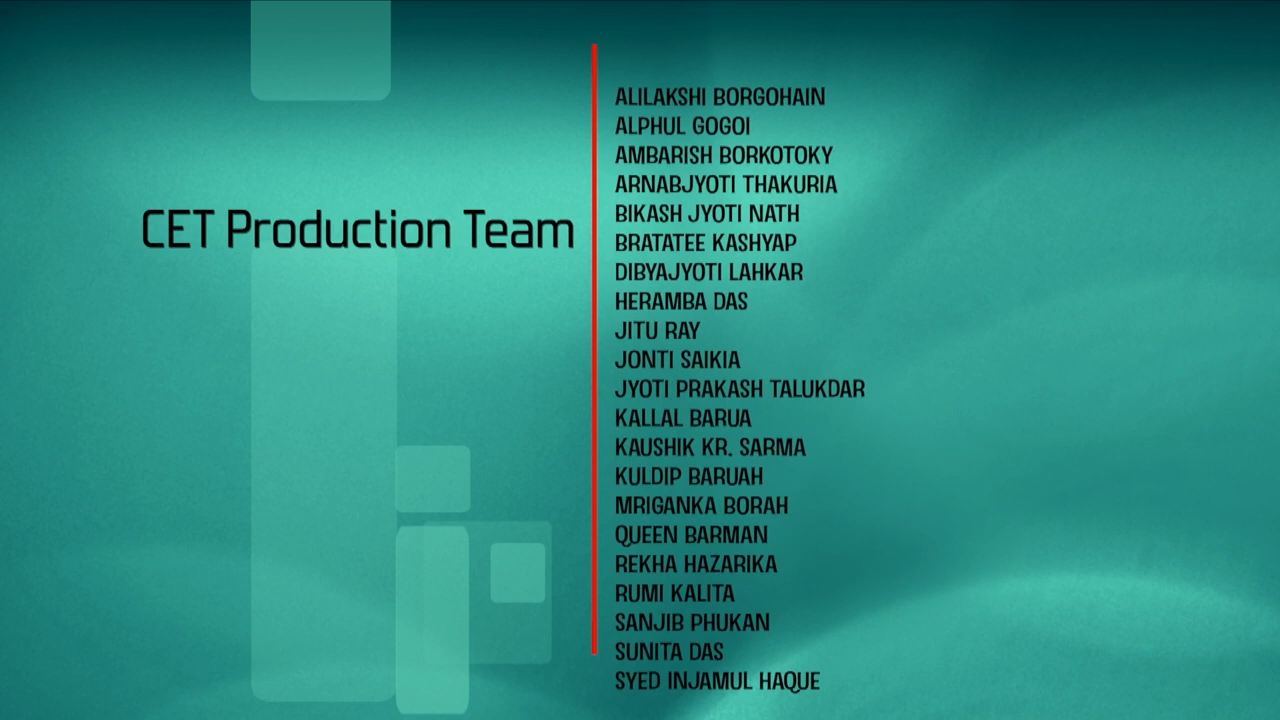 CET Production Team
ALILAKSHI BORGOHAIN
ALPHUL GOGOI
AMBARISH BORKOTOKY
ARNABJYOTI THAKURIA
BIKASH JYOTI NATH
BRATATEE KASHYAP
DIBYAJYOTI LAHKAR
HERAMBA DAS
JITU RAY
JONTI SAIKIA
JYOTI PRAKASH TALUKDAR
KALLAL BARUA
KAUSHIK KR. SARMA
KULDIP BARUAH
MRIGANKA BORAH
QUEEN BARMAN
REKHA HAZARIKA
RUMI KALITA
SANJIB PHUKAN
SUNITA DAS
SYED INJAMUL HAQUE